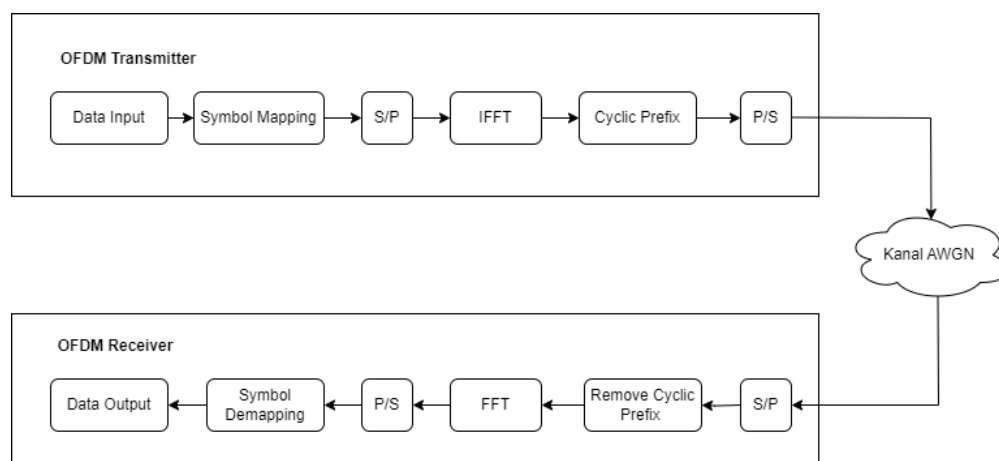 OFDM Transmitter
Data Input
Symbol Mapping
S/P
IFFT
Cyclic Prefix
P/S
Kanal AWGN
OFDM Receiver
Data Output
Symbol
Demapping
P/S
FFT
Remove Cyclic
Prefix
S/P